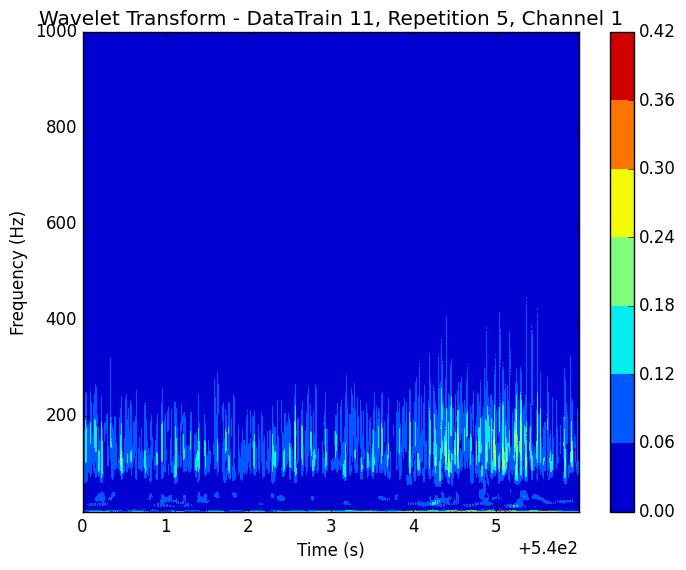 Wavelet Transform - DataTrain 11, Repetition 5, Channel 1
1000
800
600
400
200
Frequency (Hz)
0 1 2 3 4 5
+5.4e2
Time (s)
0.42
0.36
0.30
0.24
0.18
0.12
0.06
0.00